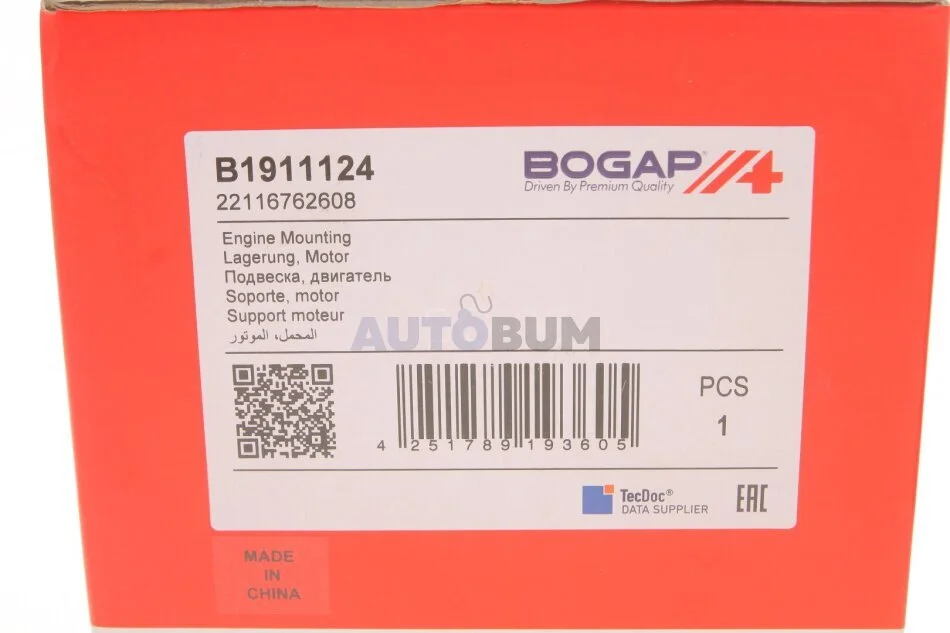 B1911124
22116762608
BOGAP®
Driven By Premium Quality
Engine Mounting
Lagerung, Motor
Подвеска, двигатель
Soporte, motor
Support moteur
المحمل، الموتور
AUTOBUM
4 251789 193605
PCS
1
TecDoc®
DATA SUPPLIER
EAC
MADE
IN
CHINA